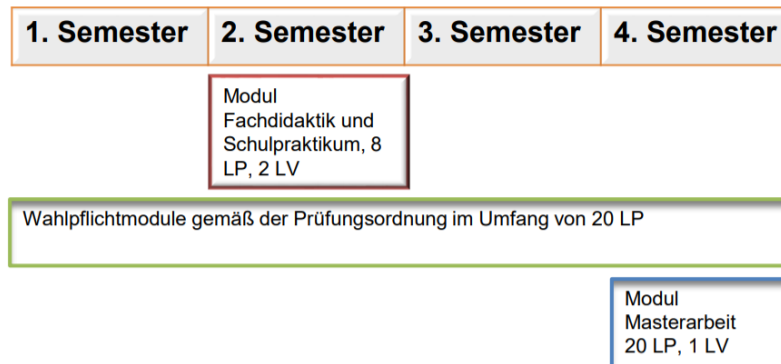 1. Semester 2. Semester 3. Semester 4. Semester
Modul
Fachdidaktik und
Schulpraktikum, 8
LP, 2 LV
Wahlpflichtmodule gemäß der Prüfungsordnung im Umfang von 20 LP
Modul
Masterarbeit
20 LP, 1 LV